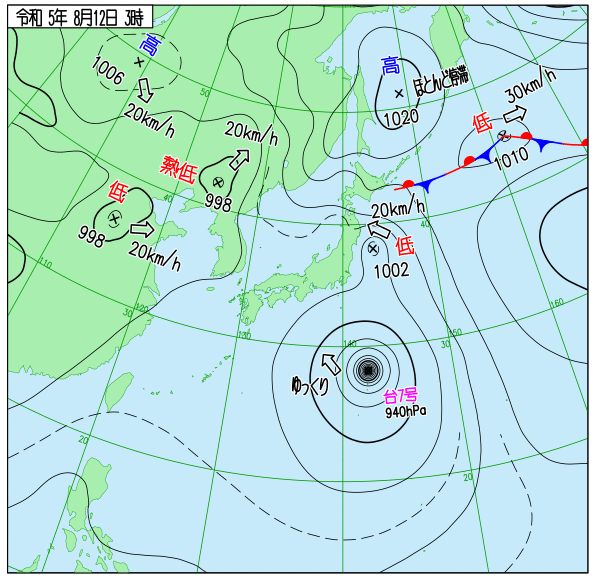 令和 5年 8月12日 3時
高
1006
20km/h
50
高
ほとんど停滞
1020
30km/h
低
1010
20km/h
熱低
998
低
998
20km/h
40
20km/h
低
1002
40
110
30
120
130
140
150
160
30
ゆっくり
台7号
940hPa
20
20